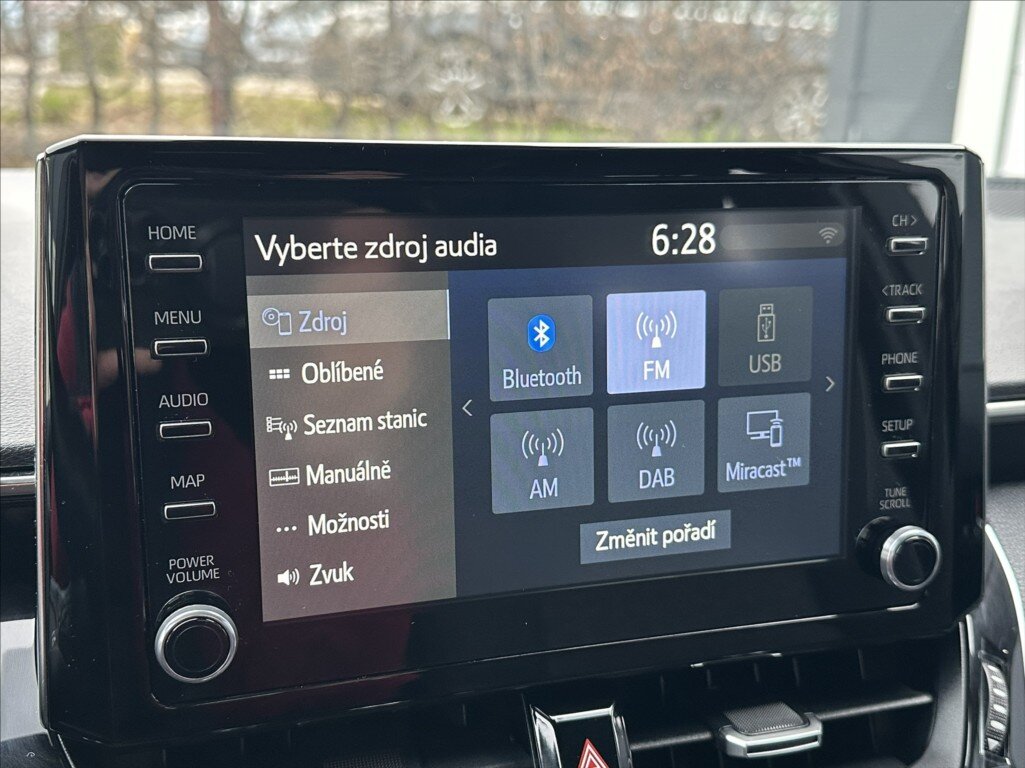 HOME
MENU
AUDIO
MAP
POWER
VOLUME
Vyberte zdroj audia
6:28
Zdroj
Oblíbené
Seznam stanic
Manuálně
Možnosti
Zvuk
Bluetooth
FM
USB
AM
DAB
Miracast™
Změnit pořadí
CH >
< TRACK
PHONE
SETUP
TUNE
SCROLL